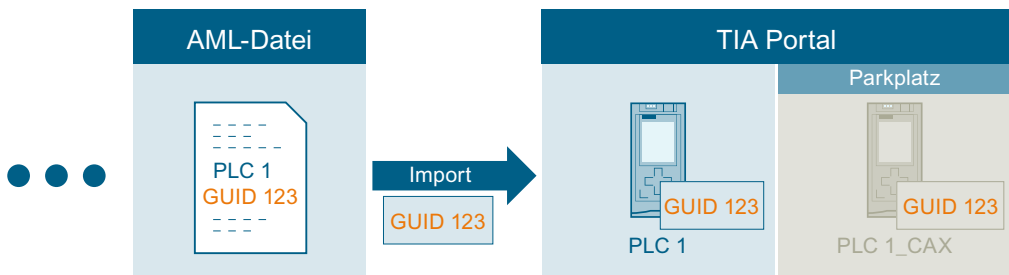 AML-Datei
PLC 1
GUID 123
Import
GUID 123
TIA Portal
Parkplatz
GUID 123
PLC 1
GUID 123
PLC 1_CAX